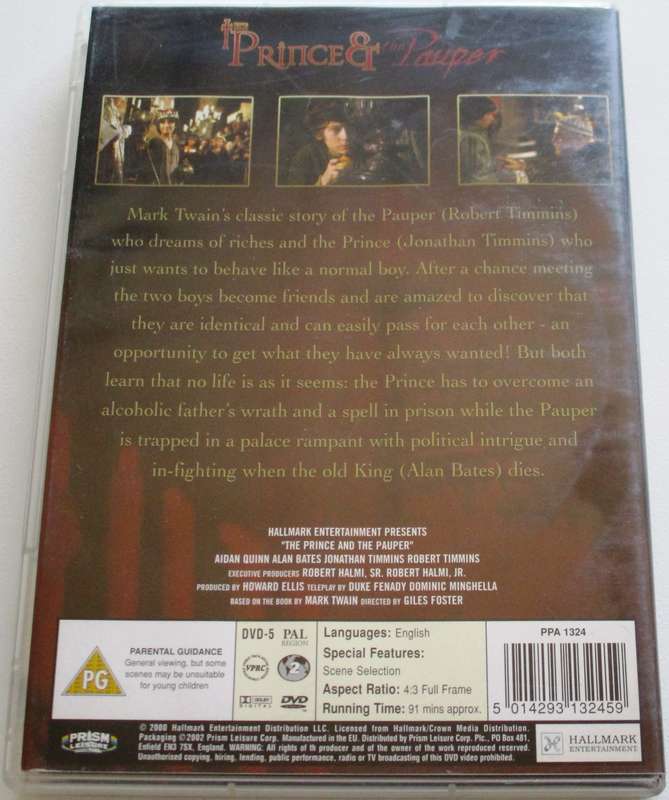 THE PRINCE & the Pauper
Mark Twain's classic story of the Pauper (Robert Timmins)
who dreams of riches and the Prince (Jonathan Timmins) who
just wants to behave like a normal boy. After a chance meeting
the two boys become friends and are amazed to discover that
they are identical and can easily pass for each other - an
opportunity to get what they have always wanted! But both
learn that no life is as it seems: the Prince has to overcome an
alcoholic father's wrath and a spell in prison while the Pauper
is trapped in a palace rampant with political intrigue and
in-fighting when the old King (Alan Bates) dies.
HALLMARK ENTERTAINMENT PRESENTS
"THE PRINCE AND THE PAUPER"
AIDAN QUINN ALAN BATES JONATHAN TIMMINS ROBERT TIMMINS
EXECUTIVE PRODUCERS ROBERT HALMI, SR. ROBERT HALMI, JR.
PRODUCED BY HOWARD ELLIS TELEPLAY BY DUKE FENADY DOMINIC MINGHELLA
BASED ON THE BOOK BY MARK TWAIN DIRECTED BY GILES FOSTER
PG
PARENTAL GUIDANCE
General viewing, but some
scenes may be unsuitable
for young children
DVD-5 PAL
REGION
VPRC 2
DOLBY
DIGITAL DVD
Languages: English
Special Features:
Scene Selection
Aspect Ratio: 4:3 Full Frame
Running Time: 91 mins approx.
PPA 1324
5 014293 132459
PRISM
LEISURE
© 2000 Hallmark Entertainment Distribution LLC. Licensed from Hallmark/Crown Media Distribution.
Packaging ©2002 Prism Leisure Corp. Manufactured in the EU. Distributed by Prism Leisure Corp. Plc., PO Box 481,
Enfield EN3 7SX, England. WARNING: All rights of th producer and of the owner of the work reproduced reserved.
Unauthorised copying, hiring, lending, public performance, radio or TV broadcasting of this DVD video prohibited.
HALLMARK
ENTERTAINMENT